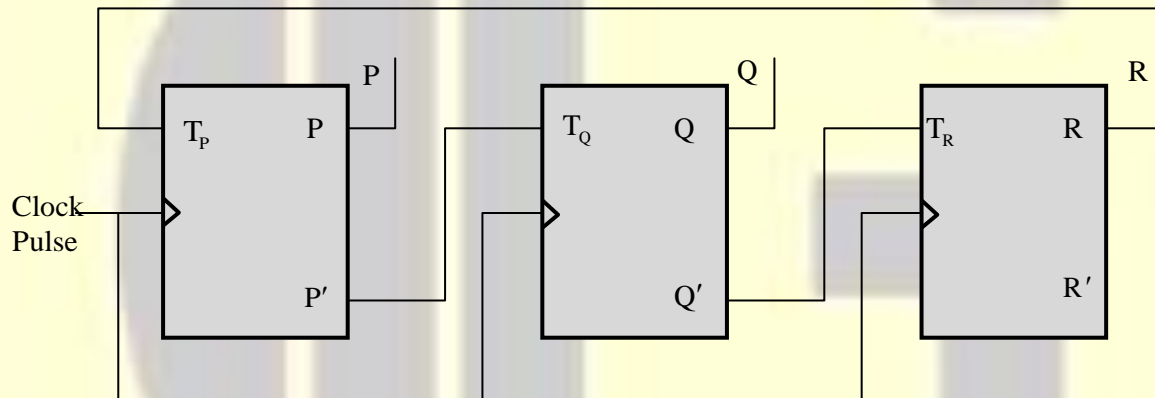 P
Q
R
T_P P
T_Q Q
T_R R
Clock
Pulse
P′
Q′
R′